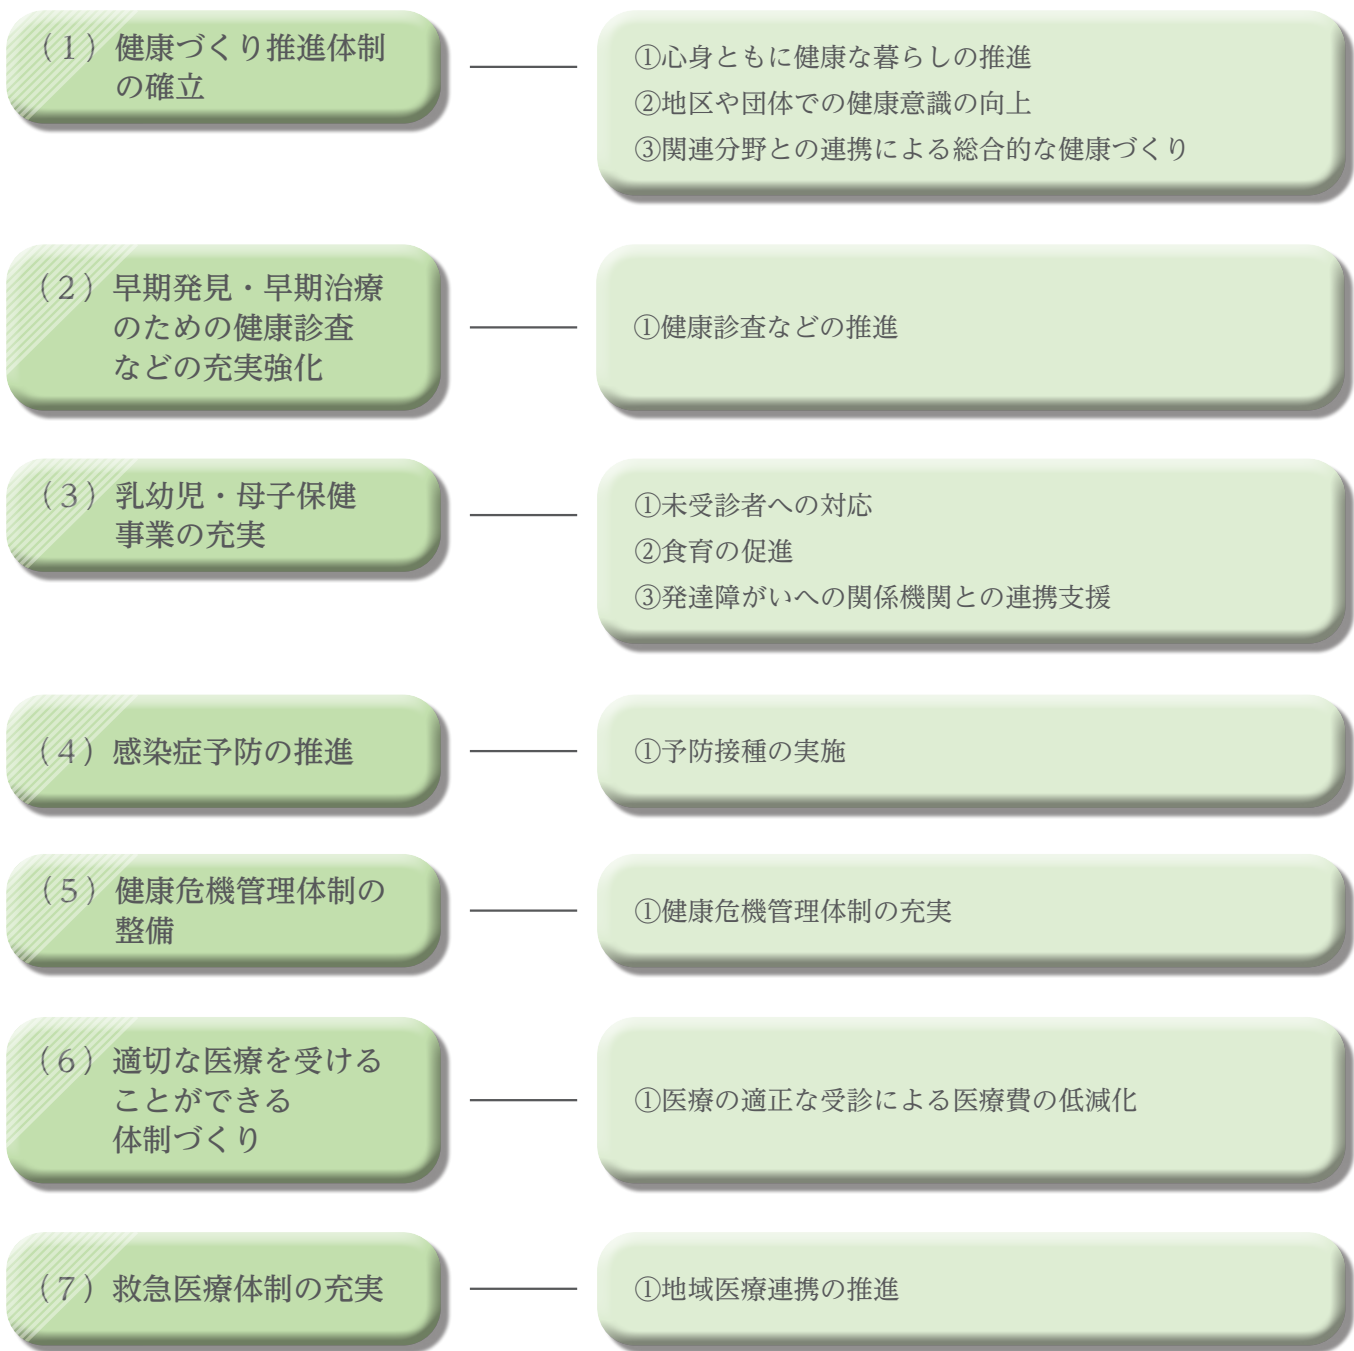 （１）健康づくり推進体制
の確立
①心身ともに健康な暮らしの推進
②地区や団体での健康意識の向上
③関連分野との連携による総合的な健康づくり
（２）早期発見・早期治療
のための健康診査
などの充実強化
①健康診査などの推進
（３）乳幼児・母子保健
事業の充実
①未受診者への対応
②食育の促進
③発達障がいへの関係機関との連携支援
（４）感染症予防の推進
①予防接種の実施
（５）健康危機管理体制の
整備
①健康危機管理体制の充実
（６）適切な医療を受ける
ことができる
体制づくり
①医療の適正な受診による医療費の低減化
（７）救急医療体制の充実
①地域医療連携の推進